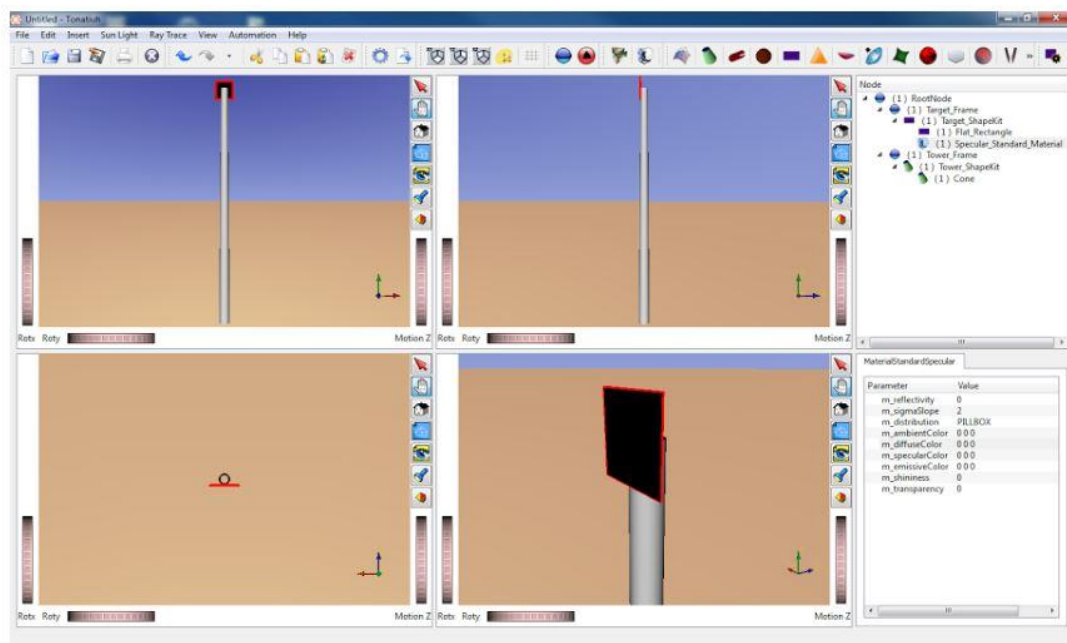 Untitled - Tonatiuh
File Edit Insert Sun Light Ray Trace Automation Help
Node
(1) RootNode
(1) Target_Frame
(1) Target_ShapeKit
(1) Flat_Rectangle
(1) Specular_Standard_Material
(1) Tower_Frame
(1) Tower_ShapeKit
(1) Cone
Rotx Roty Motion Z
Rotx Roty Motion Z
MaterialStandardSpecular
Parameter Value
m_reflectivity 0
m_sigmaSlope 2
m_distribution PILLBOX
m_ambientColor 0 0 0
m_diffuseColor 0 0 0
m_specularColor 0 0 0
m_emissiveColor 0 0 0
m_shininess 0
m_transparency 0
Rotx Roty Motion Z
Rotx Roty Motion Z